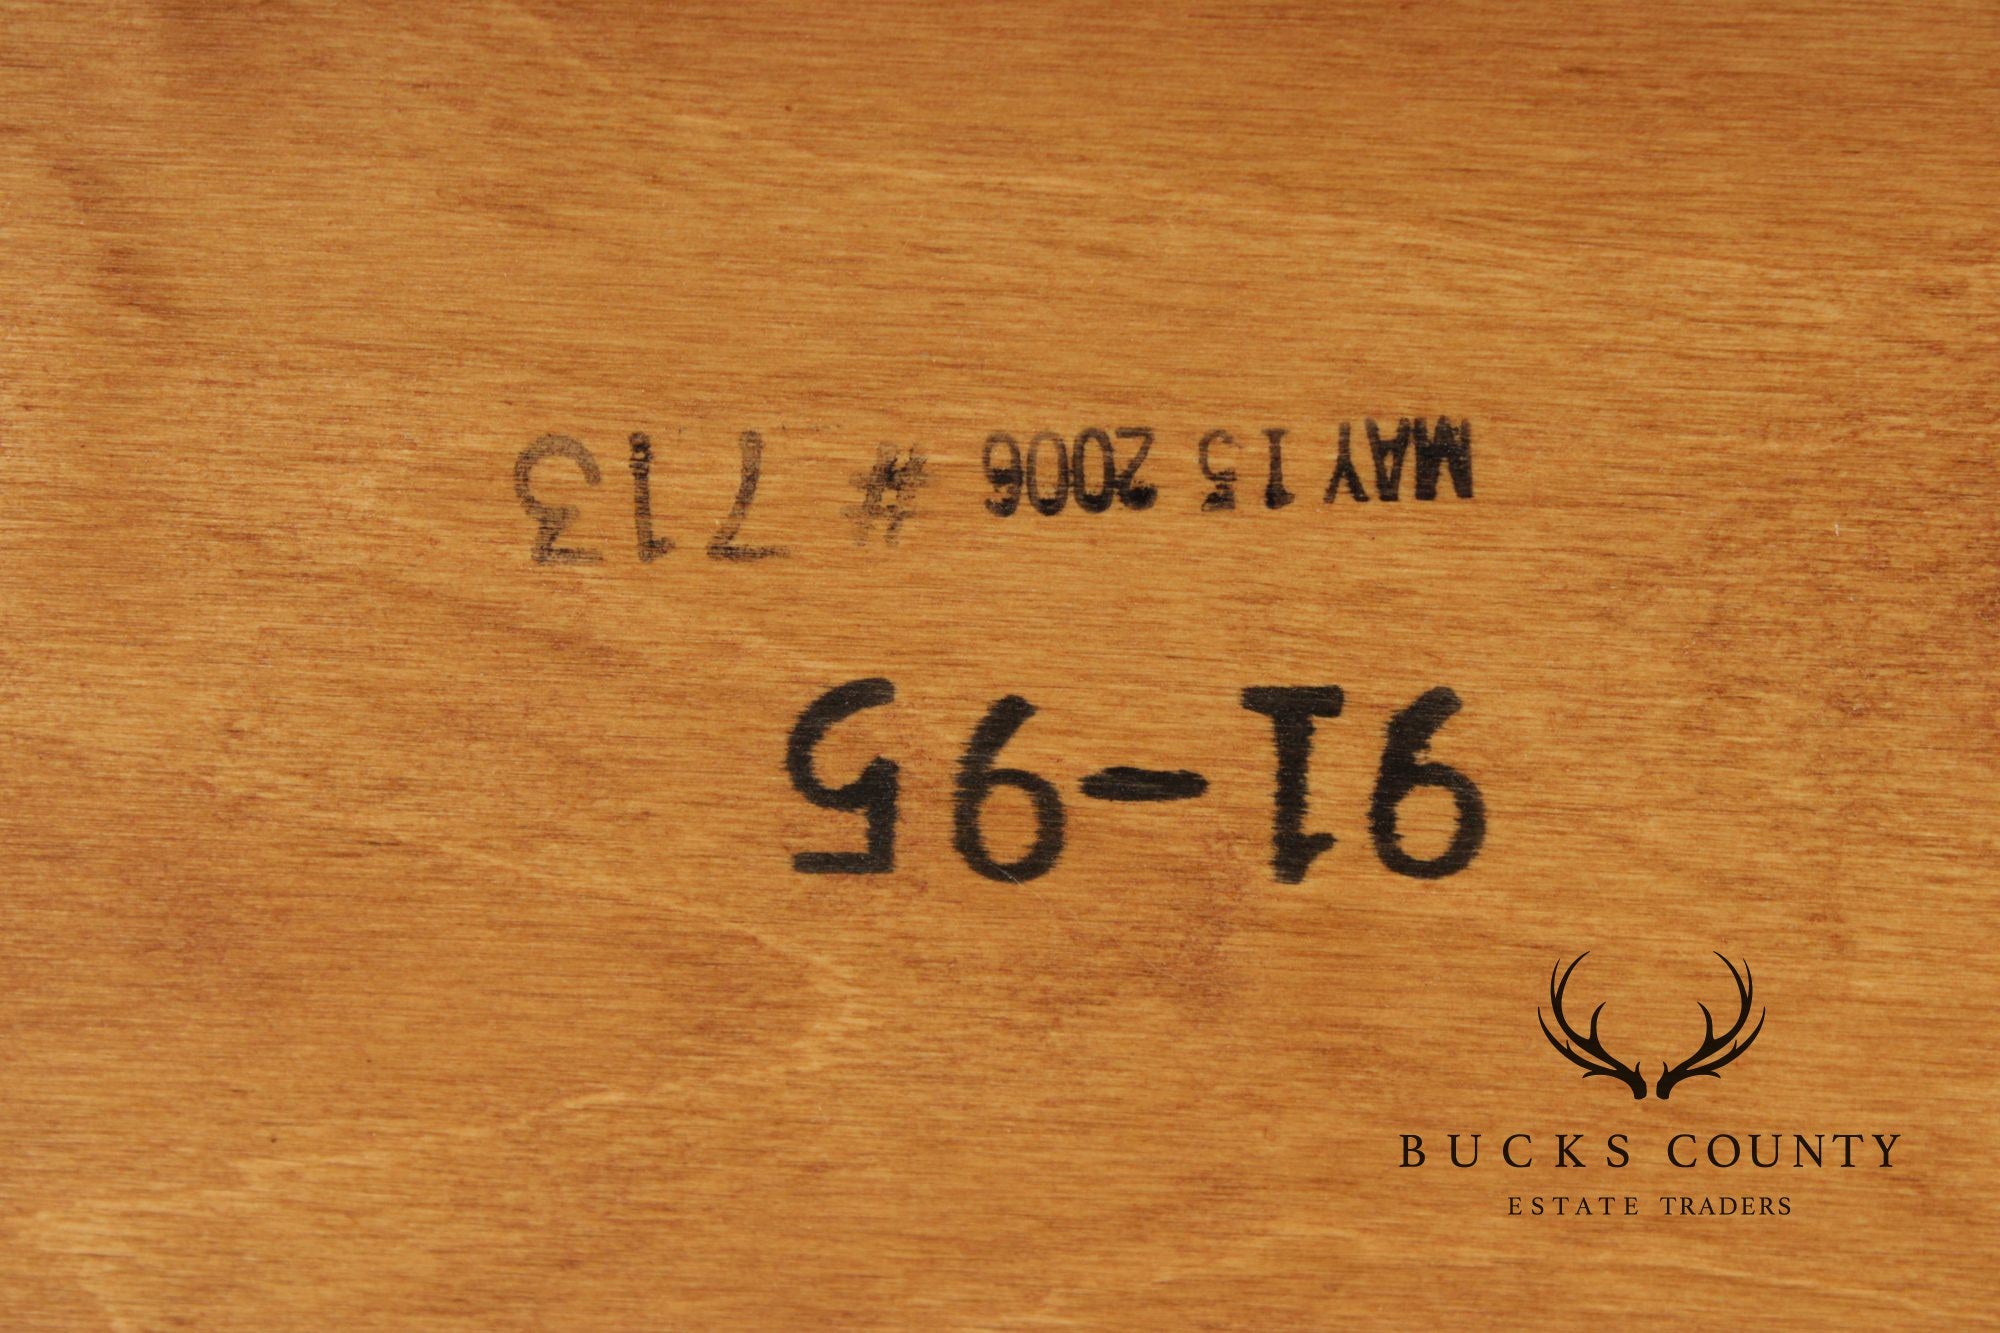 91-95
MAY 15 2006 # 713
BUCKS COUNTY
ESTATE TRADERS